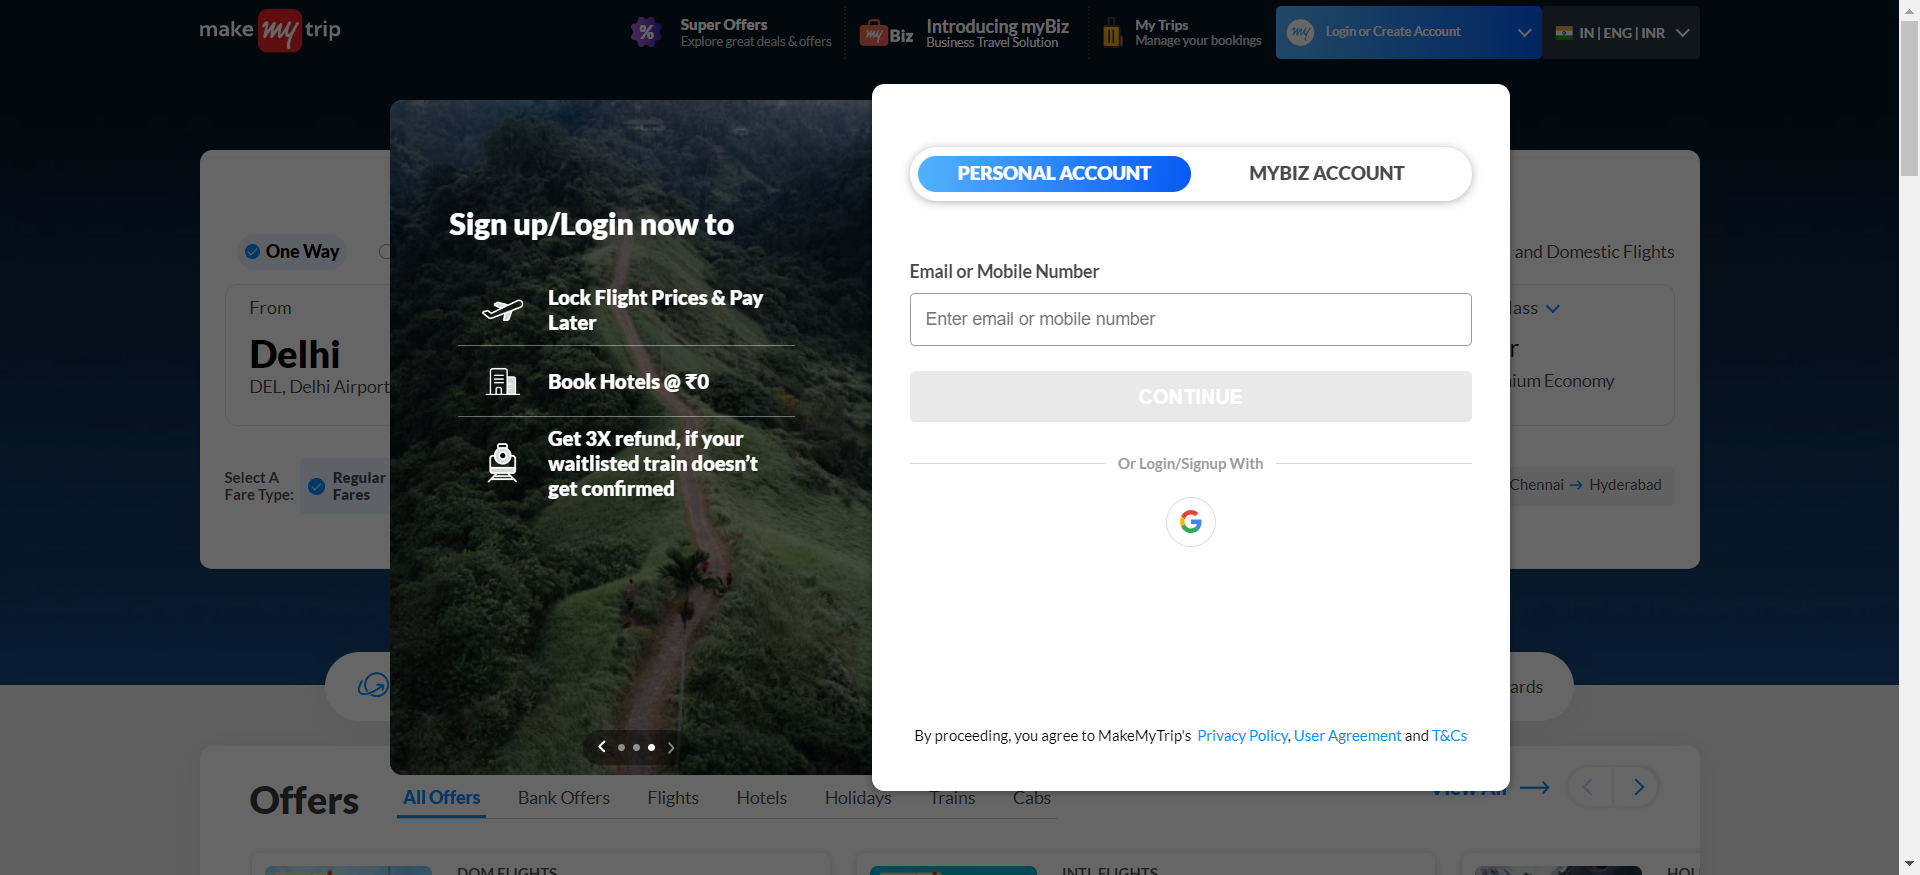 make my trip
%
Super Offers
Explore great deals & offers
my Biz
Introducing myBiz
Business Travel Solution
My Trips
Manage your bookings
my
Login or Create Account
IN | ENG | INR
One Way
From
Delhi
DEL, Delhi Airport
Select A
Fare Type:
Regular
Fares
Sign up/Login now to
Lock Flight Prices & Pay
Later
Book Hotels @ ₹0
Get 3X refund, if your
waitlisted train doesn't
get confirmed
PERSONAL ACCOUNT
MYBIZ ACCOUNT
Email or Mobile Number
Enter email or mobile number
CONTINUE
Or Login/Signup With
G
By proceeding, you agree to MakeMyTrip's Privacy Policy, User Agreement and T&Cs
and Domestic Flights
Economy
Chennai → Hyderabad
Offers
All Offers
Bank Offers
Flights
Hotels
Holidays
Trains
Cabs
View All
DOM FLIGHTS
INTL FLIGHTS